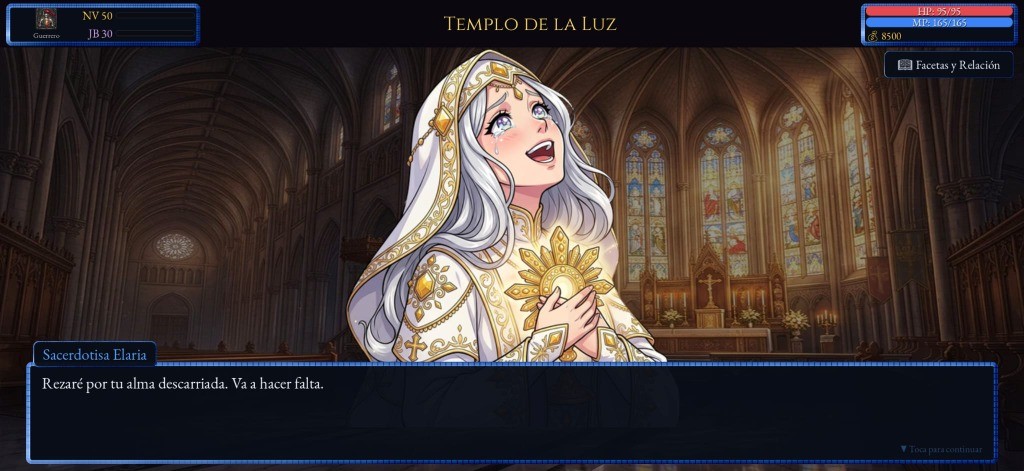 NV 50
Guerrero
JB 30
Templo de la Luz
HP: 95/95
MP: 165/165
8500
Facetas y Relación
Sacerdotisa Elaria
Rezaré por tu alma descarriada. Va a hacer falta.
▼ Toca para continuar